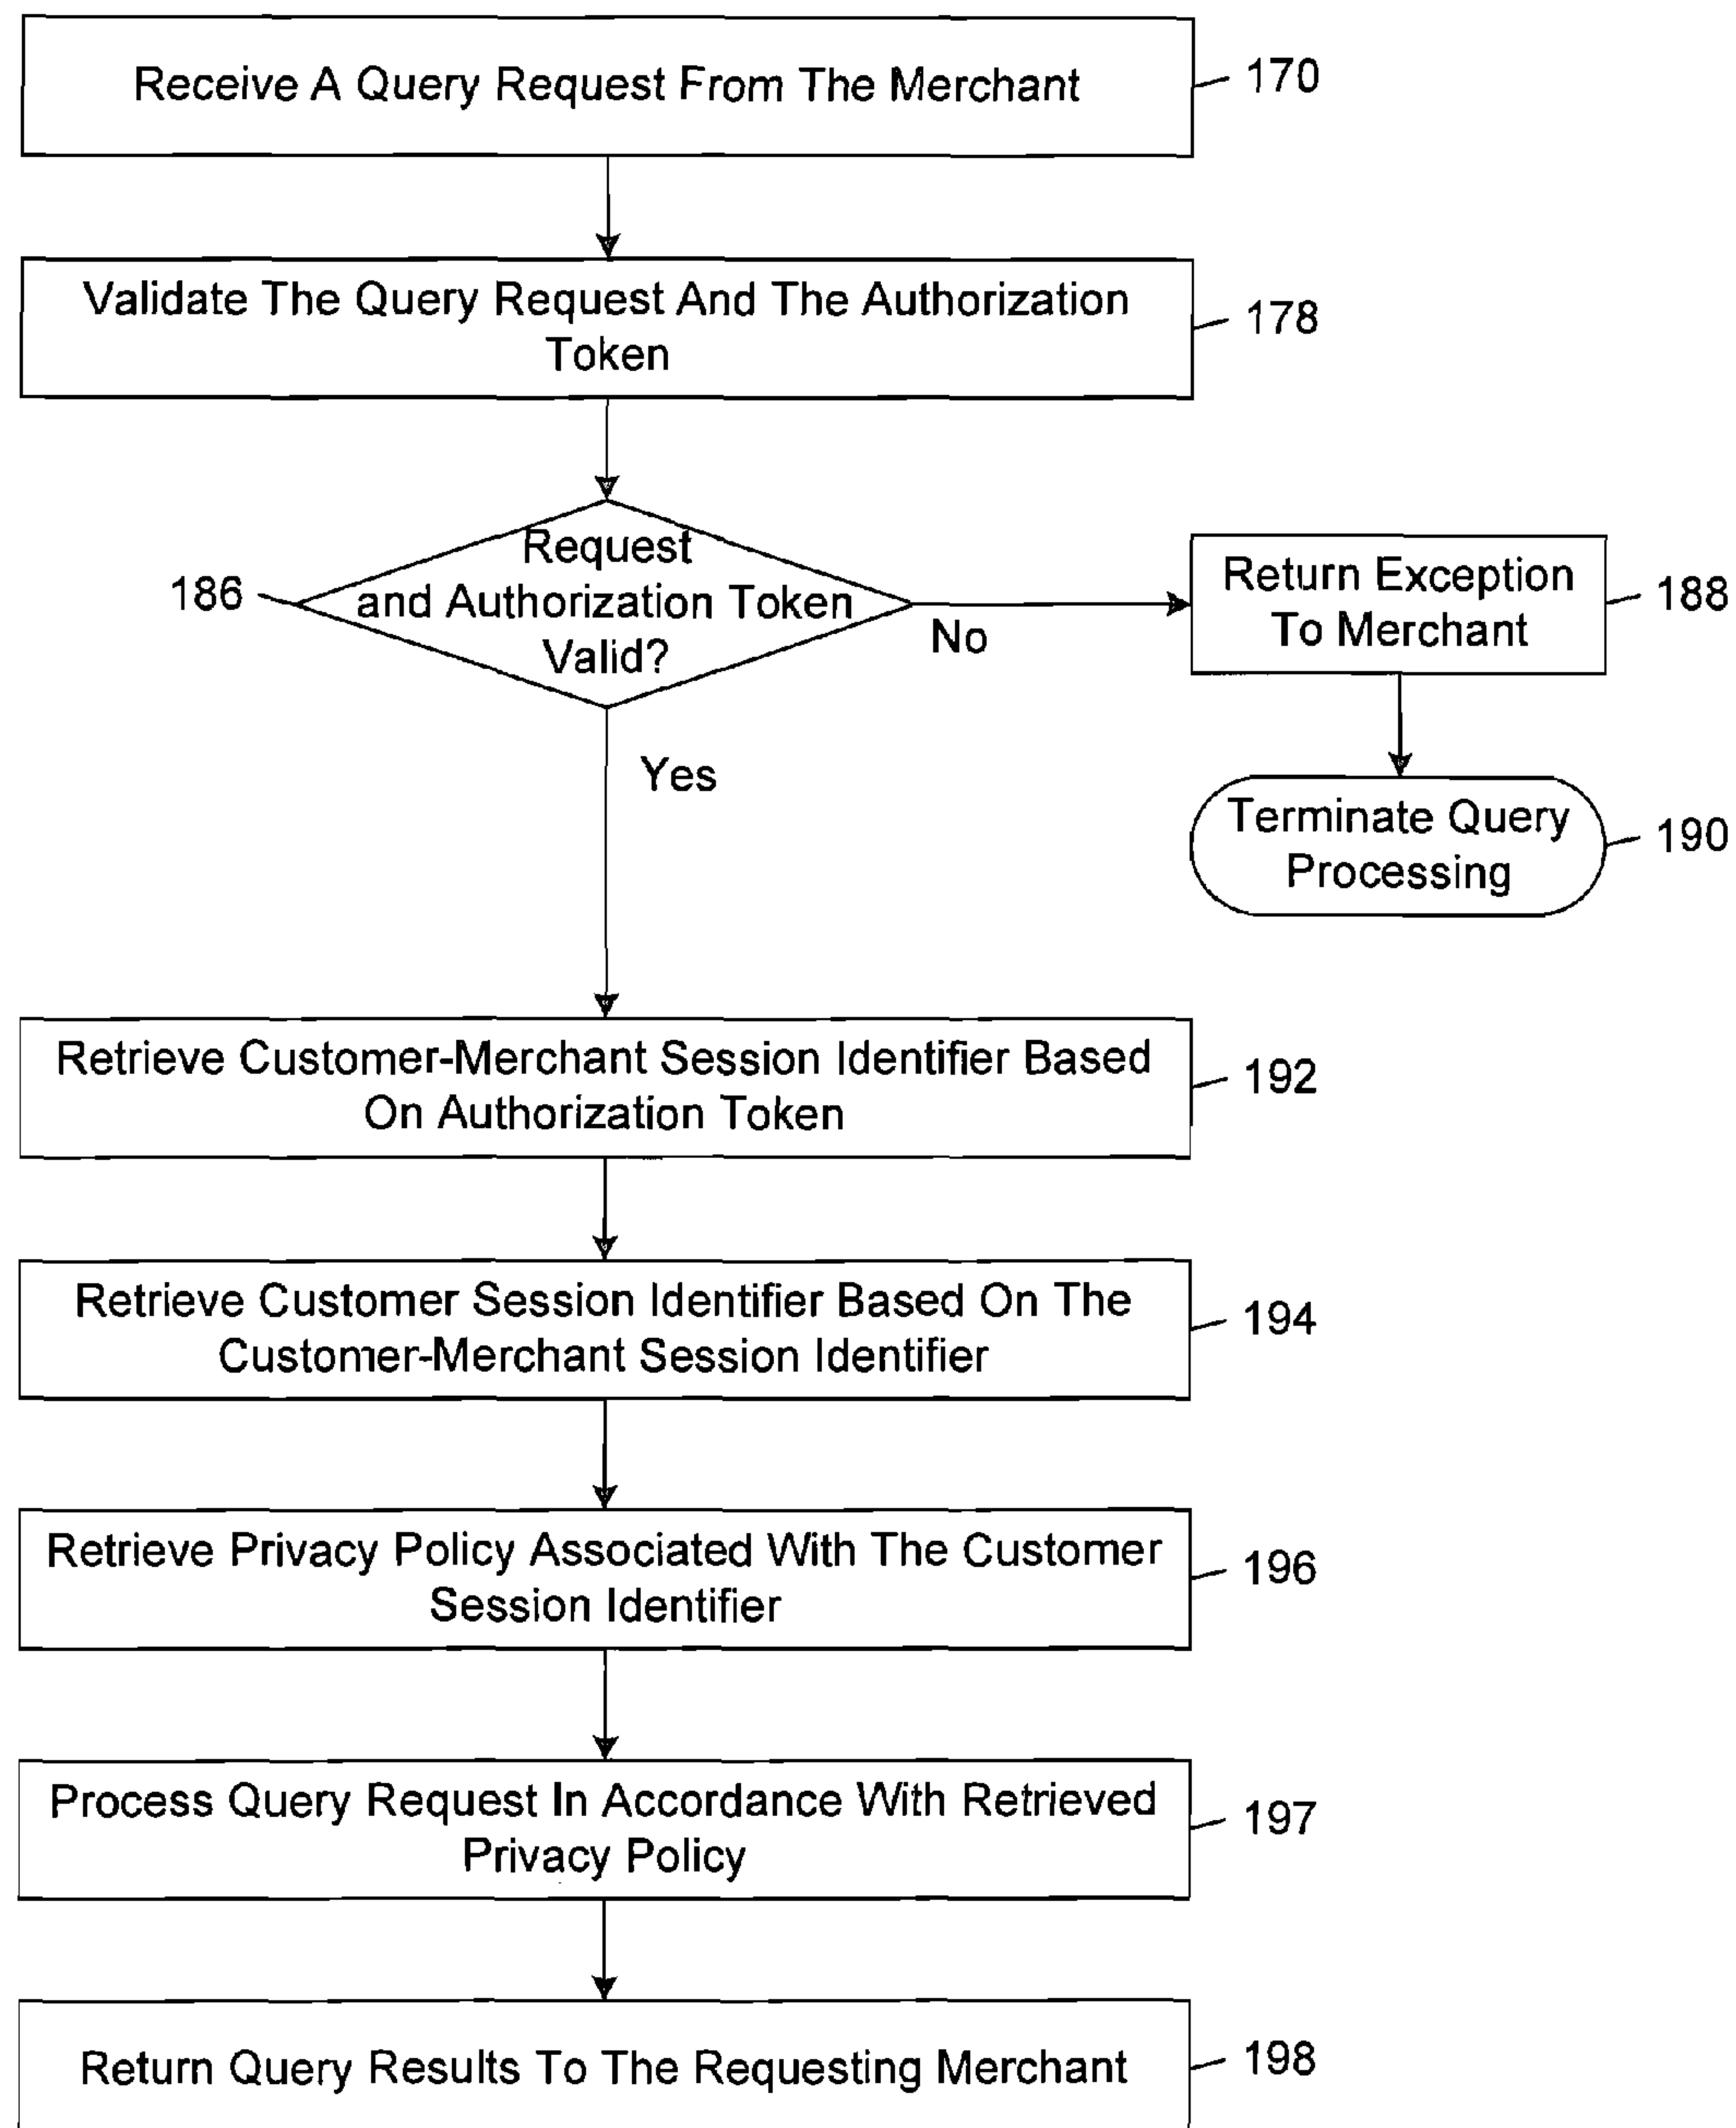 Receive A Query Request From The Merchant
170
Validate The Query Request And The Authorization
Token
178
Request
and Authorization Token
Valid?
186
No
Return Exception
To Merchant
188
Yes
Terminate Query
Processing
190
Retrieve Customer-Merchant Session Identifier Based
On Authorization Token
192
Retrieve Customer Session Identifier Based On The
Customer-Merchant Session Identifier
194
Retrieve Privacy Policy Associated With The Customer
Session Identifier
196
Process Query Request In Accordance With Retrieved
Privacy Policy
197
Return Query Results To The Requesting Merchant
198